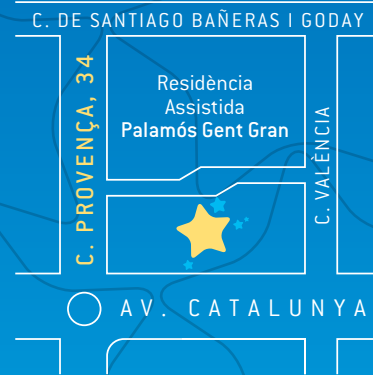 C. DE SANTIAGO BAÑERAS I GODAY
C. PROVENÇA, 34
Residència
Assistida
Palamós Gent Gran
C. VALÈNCIA
AV. CATALUNYA